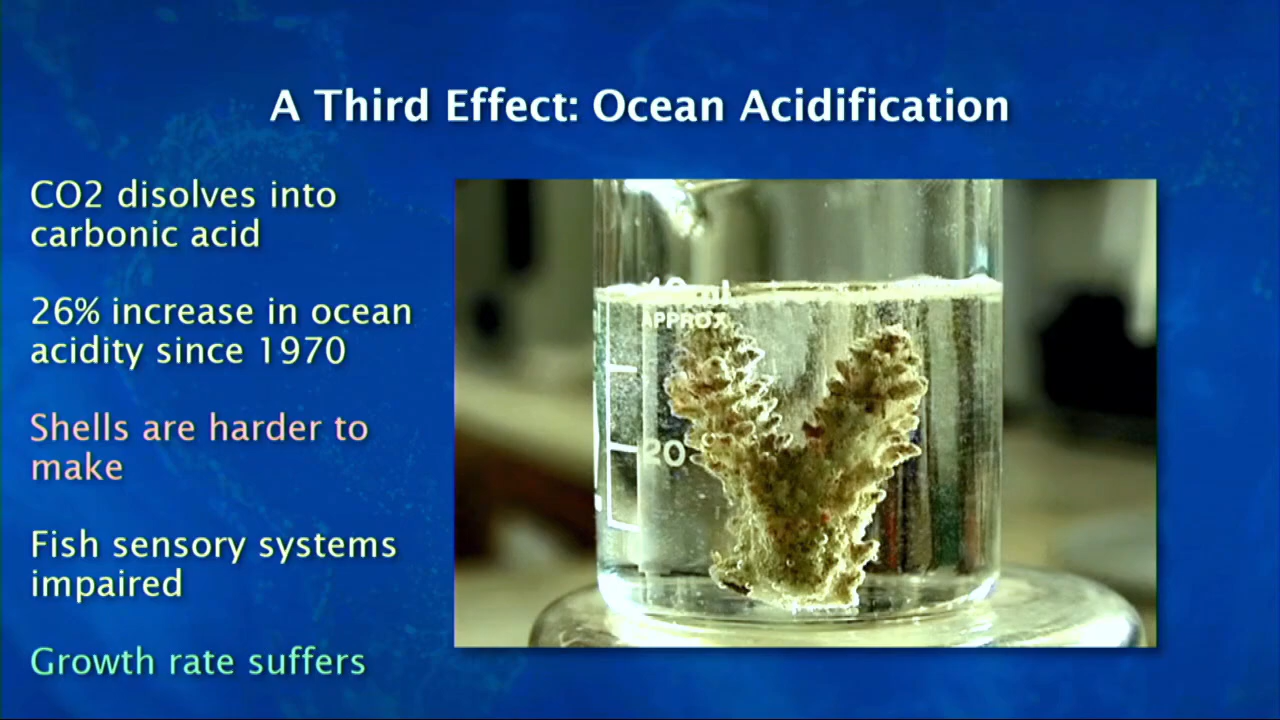 A Third Effect: Ocean Acidification
CO2 disolves into
carbonic acid
26% increase in ocean
acidity since 1970
Shells are harder to
make
Fish sensory systems
impaired
Growth rate suffers
APPROX
20